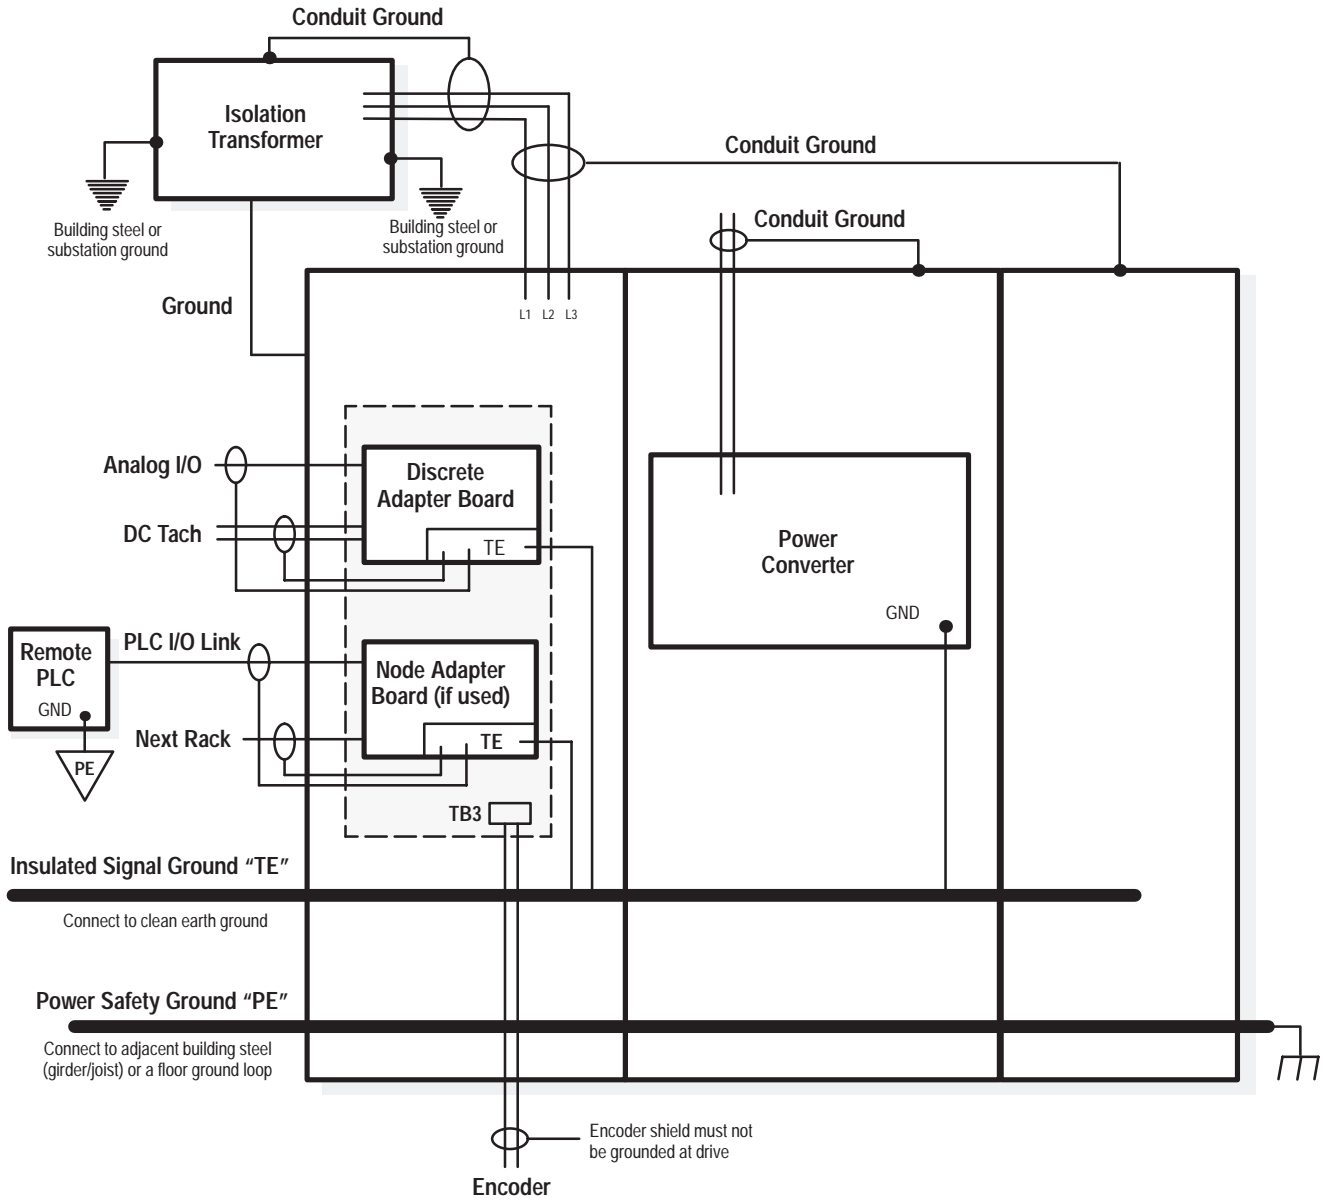 Conduit Ground
Isolation
Transformer
Conduit Ground
Building steel or
substation ground
Building steel or
substation ground
Conduit Ground
Ground
L1 L2 L3
Analog I/O
Discrete
Adapter Board
DC Tach
TE
Power
Converter
GND
Remote
PLC
GND
PE
PLC I/O Link
Node Adapter
Board (if used)
Next Rack
TE
TB3
Insulated Signal Ground “TE”
Connect to clean earth ground
Power Safety Ground “PE”
Connect to adjacent building steel
(girder/joist) or a floor ground loop
Encoder shield must not
be grounded at drive
Encoder